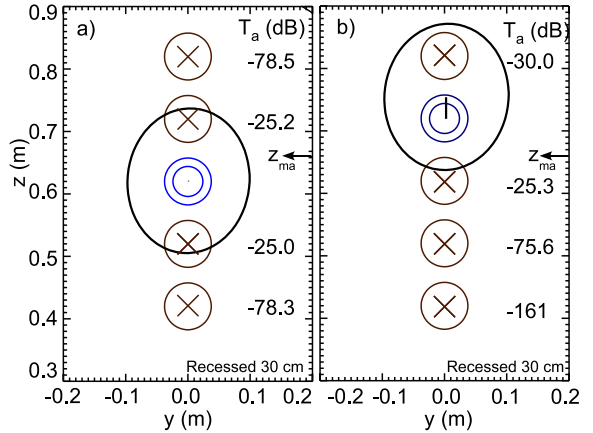 a) T_a (dB)
b) T_a (dB)
0.9
0.8
0.7
0.6
0.5
0.4
0.3
z (m)
-78.5
-25.2
z_ma
-25.0
-78.3
Recessed 30 cm
-30.0
z_ma
-25.3
-75.6
-161
Recessed 30 cm
-0.2 -0.1 0.0 0.1 -0.2 -0.1 0.0 0.1 0.2
y (m) y (m)